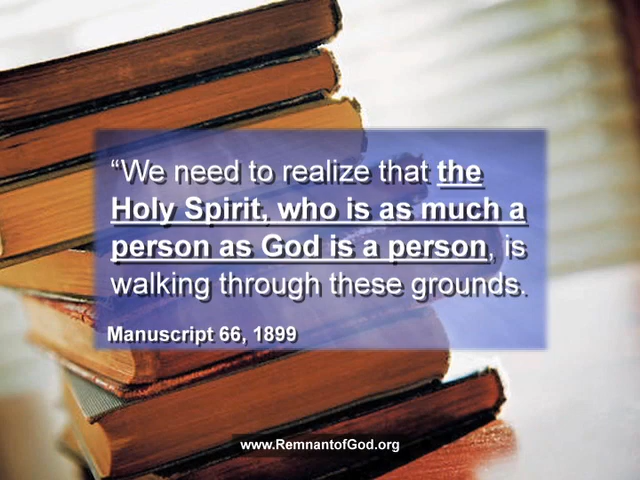 “We need to realize that the
Holy Spirit, who is as much a
person as God is a person, is
walking through these grounds.
Manuscript 66, 1899
www.RemnantofGod.org